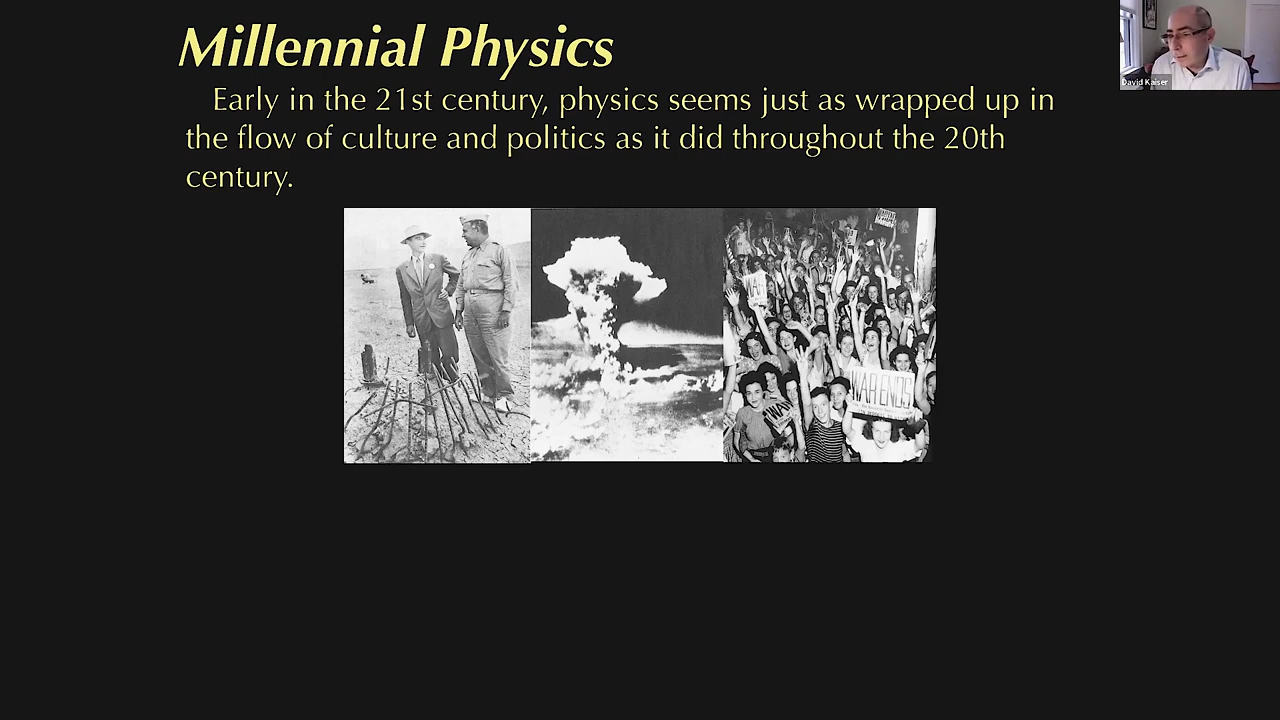 Millennial Physics
Early in the 21st century, physics seems just as wrapped up in
the flow of culture and politics as it did throughout the 20th
century.
David Kaiser
WAR ENDS